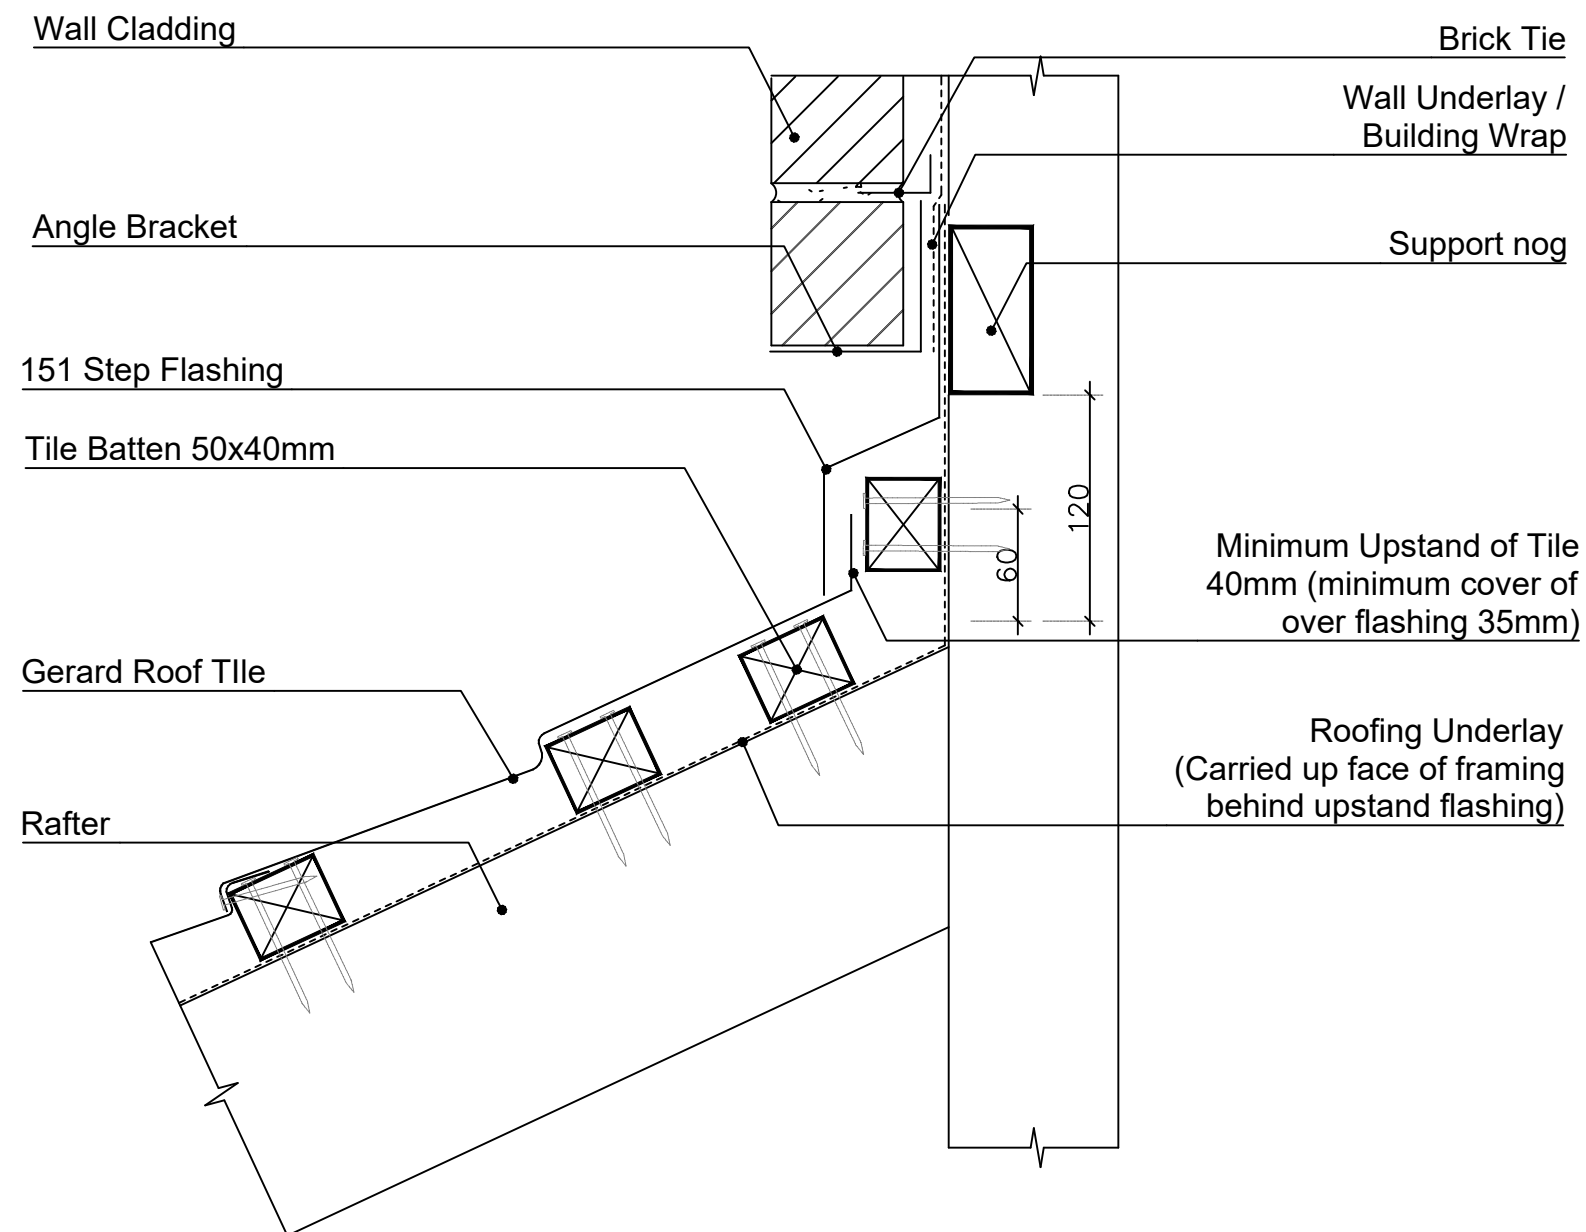 Wall Cladding
Brick Tie
Wall Underlay /
Building Wrap
Angle Bracket
Support nog
151 Step Flashing
Tile Batten 50x40mm
120
60
Minimum Upstand of Tile
40mm (minimum cover of
over flashing 35mm)
Gerard Roof TIle
Roofing Underlay
(Carried up face of framing
behind upstand flashing)
Rafter